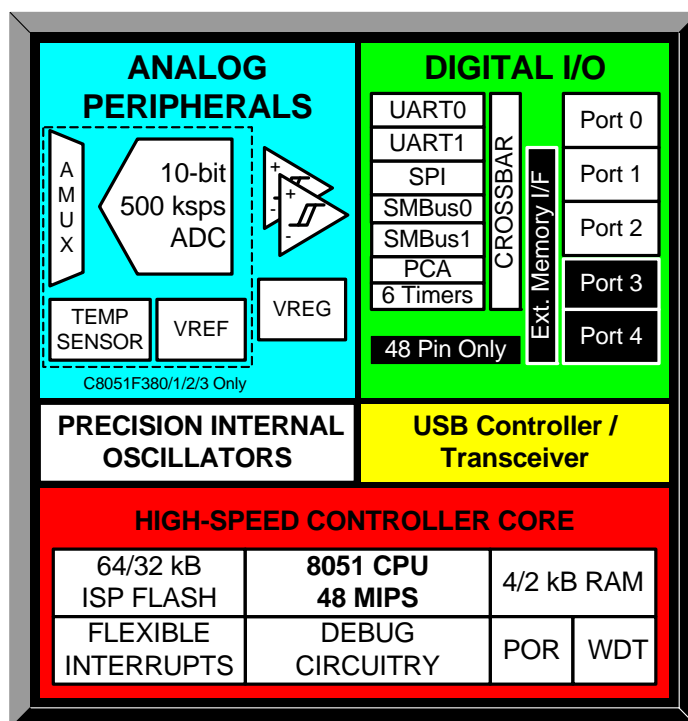 ANALOG
PERIPHERALS
A
M
U
X
10-bit
500 ksps
ADC
+
-
+
-
TEMP
SENSOR
VREF
VREG
C8051F380/1/2/3 Only
DIGITAL I/O
UART0
UART1
SPI
SMBus0
SMBus1
PCA
6 Timers
CROSSBAR
Ext. Memory I/F
Port 0
Port 1
Port 2
Port 3
Port 4
48 Pin Only
PRECISION INTERNAL
OSCILLATORS
USB Controller /
Transceiver
HIGH-SPEED CONTROLLER CORE
64/32 kB
ISP FLASH
8051 CPU
48 MIPS
4/2 kB RAM
FLEXIBLE
INTERRUPTS
DEBUG
CIRCUITRY
POR
WDT